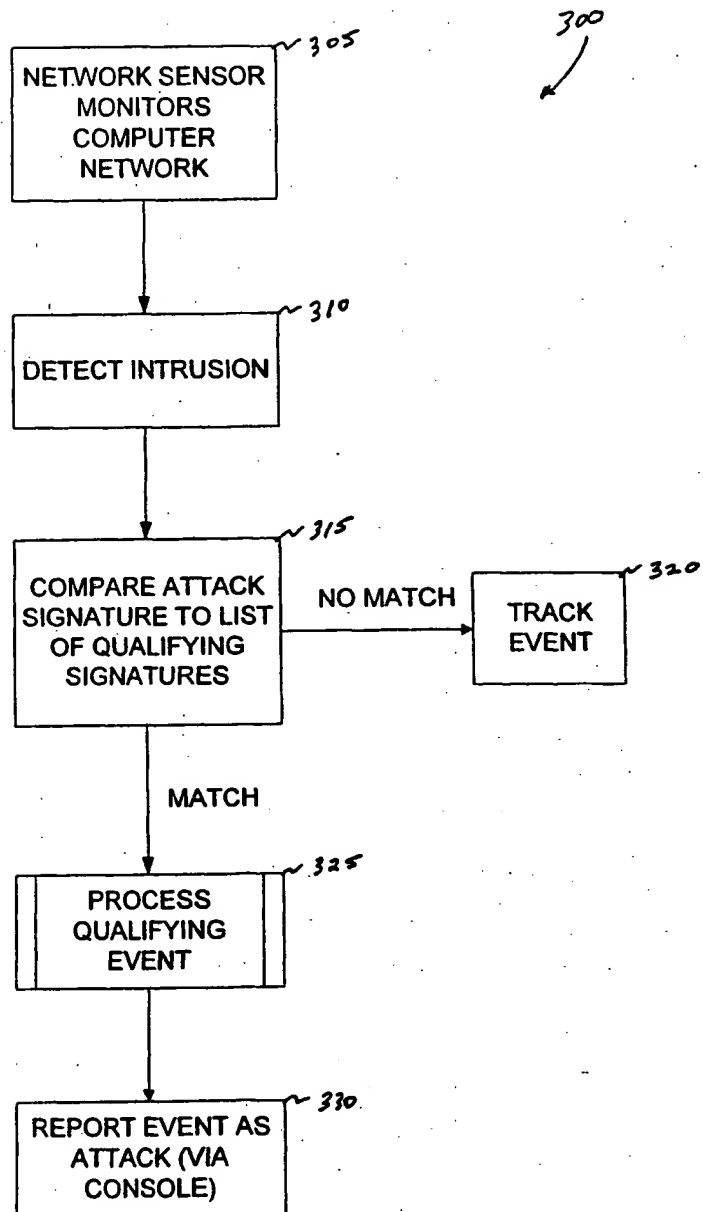 300
305
NETWORK SENSOR
MONITORS
COMPUTER
NETWORK
310
DETECT INTRUSION
315
COMPARE ATTACK
SIGNATURE TO LIST
OF QUALIFYING
SIGNATURES
NO MATCH
320
TRACK
EVENT
MATCH
325
PROCESS
QUALIFYING
EVENT
330
REPORT EVENT AS
ATTACK (VIA
CONSOLE)